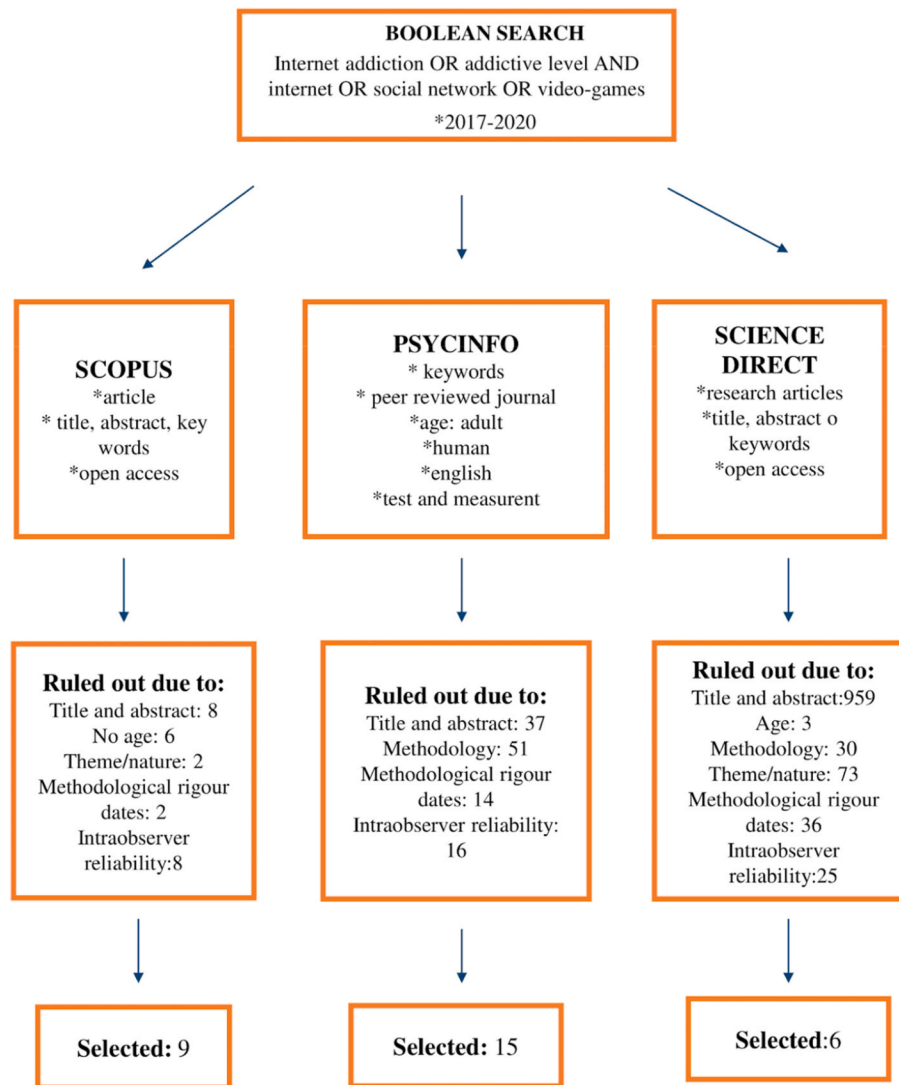 BOOLEAN SEARCH
Internet addiction OR addictive level AND
internet OR social network OR video-games
*2017-2020
SCOPUS
*article
* title, abstract, key
words
*open access
PSYCINFO
* keywords
* peer reviewed journal
*age: adult
*human
*english
*test and measurent
SCIENCE
DIRECT
*research articles
*title, abstract o
keywords
*open access
Ruled out due to:
Title and abstract: 8
No age: 6
Theme/nature: 2
Methodological rigour
dates: 2
Intraobserver
reliability:8
Ruled out due to:
Title and abstract: 37
Methodology: 51
Methodological rigour
dates: 14
Intraobserver reliability:
16
Ruled out due to:
Title and abstract:959
Age: 3
Methodology: 30
Theme/nature: 73
Methodological rigour
dates: 36
Intraobserver
reliability:25
Selected: 9
Selected: 15
Selected:6